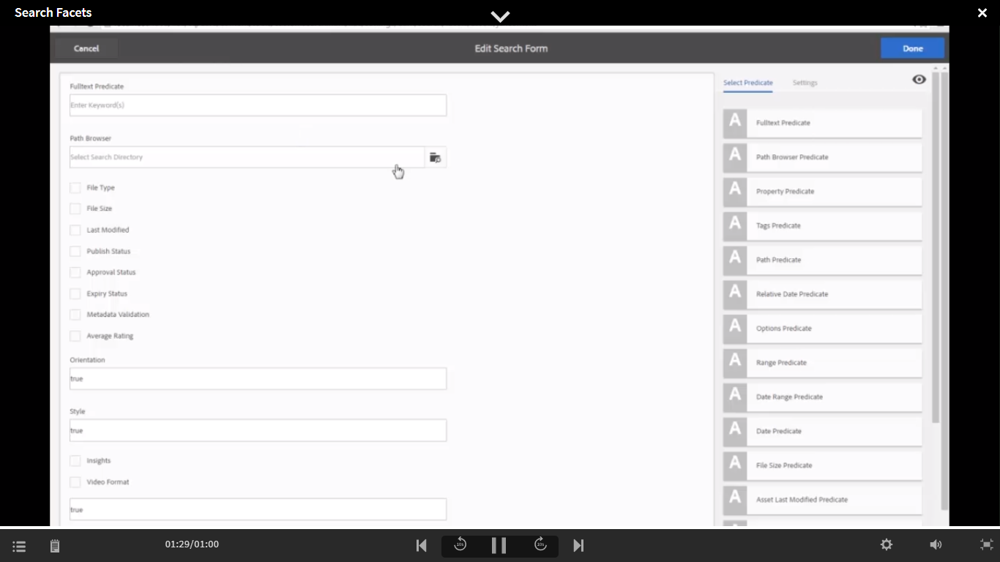 Search Facets
Cancel
Edit Search Form
Done
Fulltext Predicate
Enter Keyword(s)
Path Browser
Select Search Directory
File Type
File Size
Last Modified
Publish Status
Approval Status
Expiry Status
Metadata Validation
Average Rating
Orientation
true
Style
true
Insights
Video Format
true
Select Predicate
Settings
A Fulltext Predicate
A Path Browser Predicate
A Property Predicate
A Tags Predicate
A Path Predicate
A Relative Date Predicate
A Options Predicate
A Range Predicate
A Date Range Predicate
A Date Predicate
A File Size Predicate
A Asset Last Modified Predicate
01:29/01:00
10s
10s